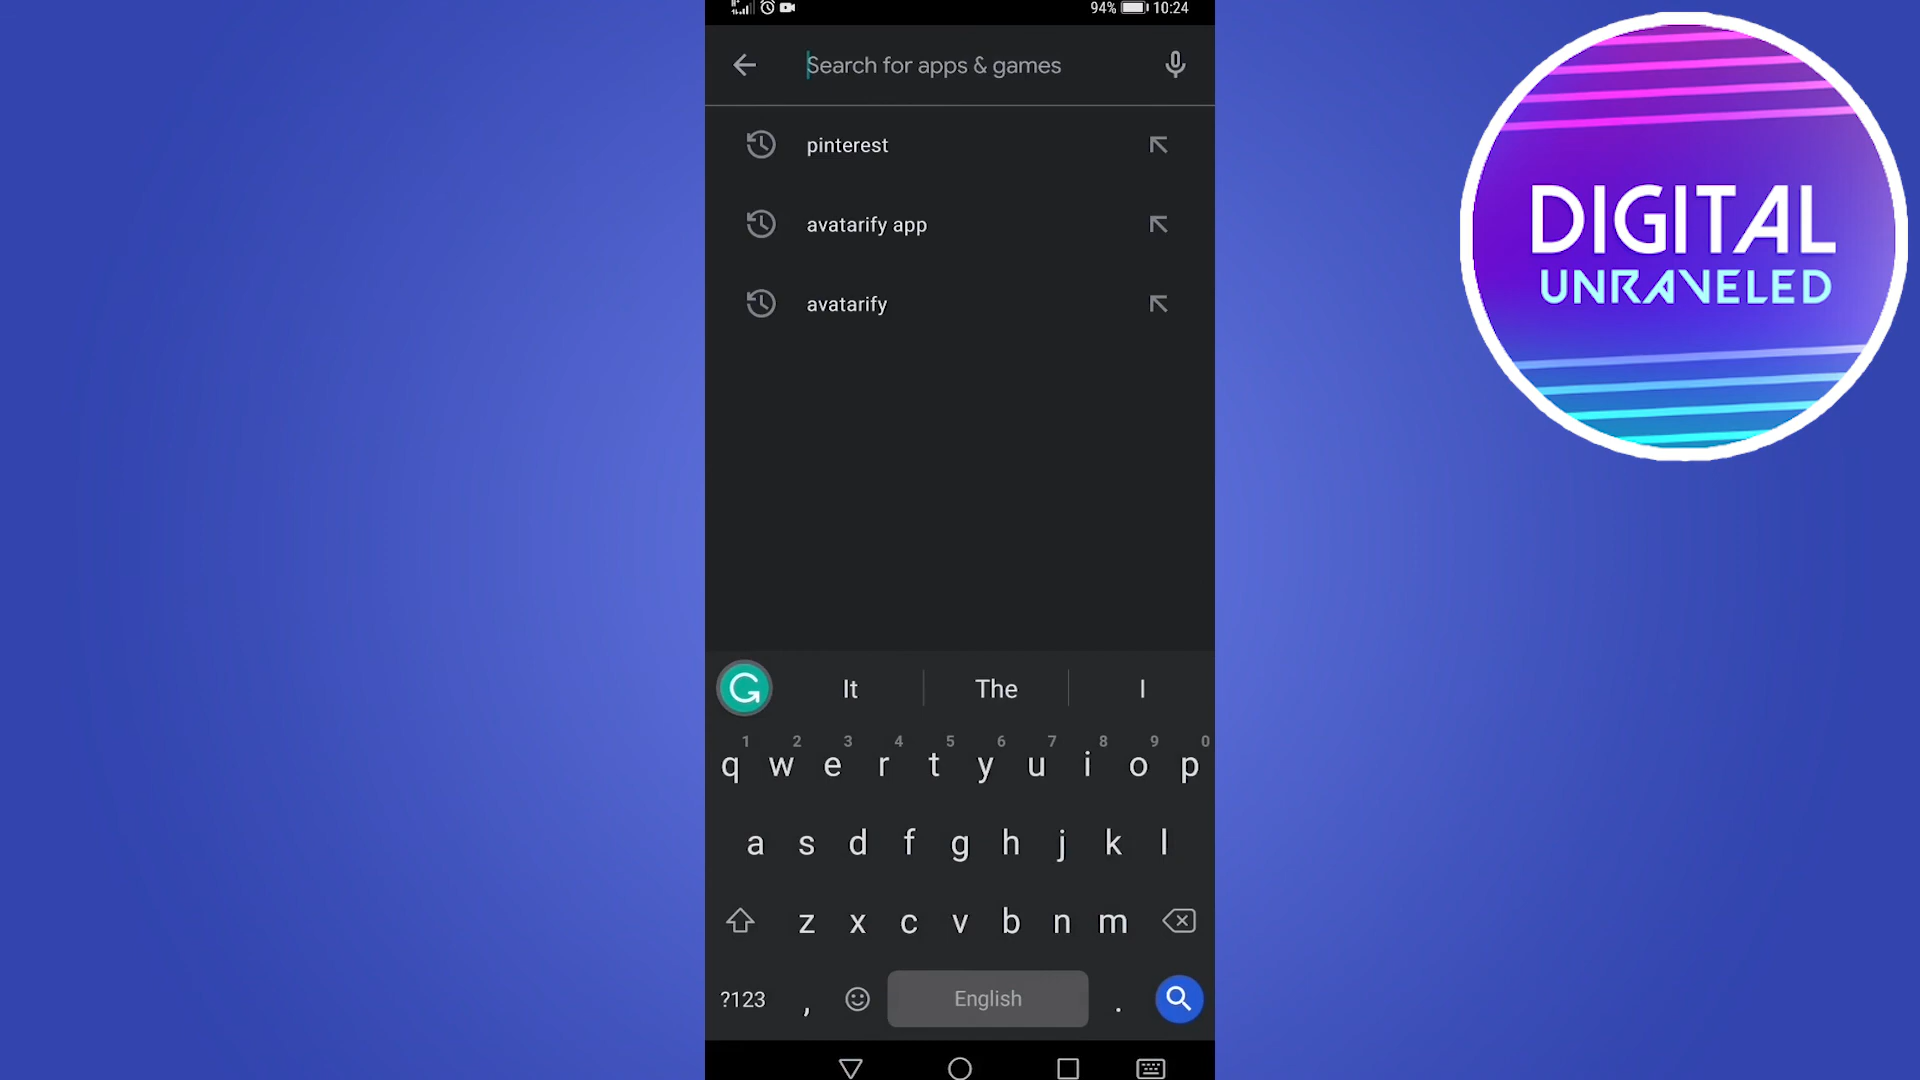 94% 10:24
Search for apps & games
pinterest
avatarify app
avatarify
DIGITAL
UNRAVELED
It The I
1 2 3 4 5 6 7 8 9 0
q w e r t y u i o p
a s d f g h j k l
z x c v b n m
?123 , English .